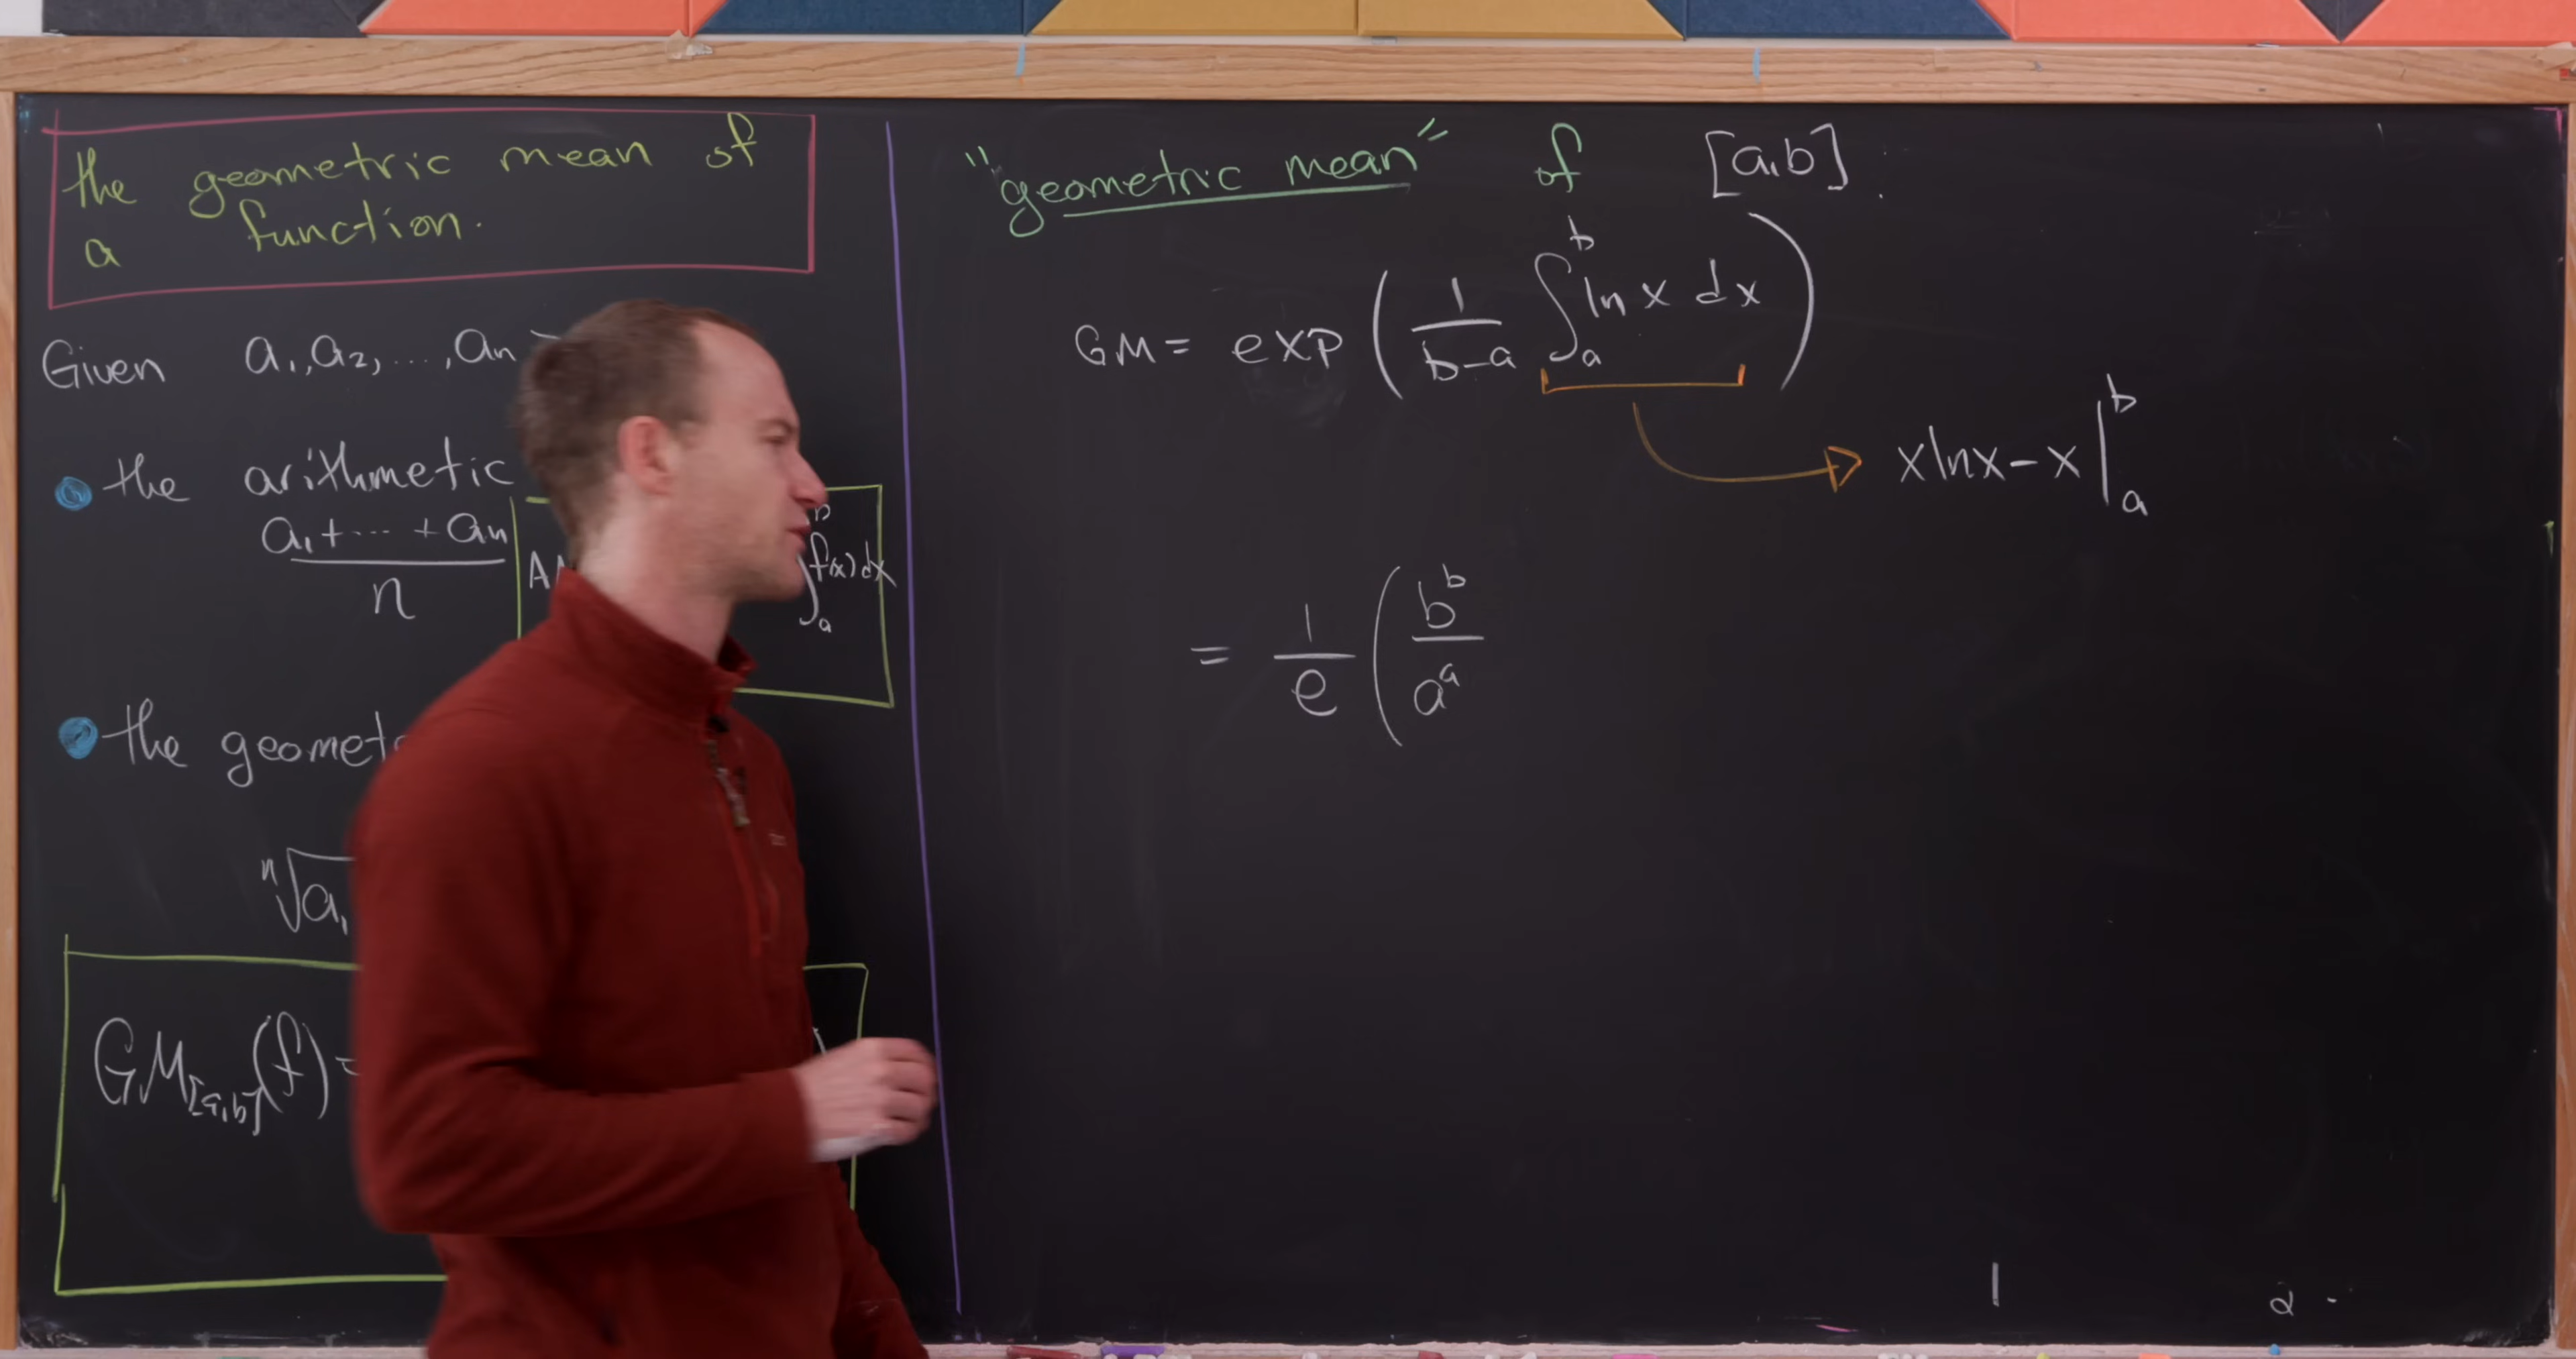 the geometric mean of
a function.
Given a₁, a₂, ..., aₙ
• the arithmetic
a₁ + ··· + aₙ
n
∫ₐᵇ f(x) dx
• the geomet
ⁿ√a₁
GM[a,b](f) =
"geometric mean" of [a,b].
GM = exp ( 1/(b-a) ∫ₐᵇ ln x dx )
x ln x - x |ₐᵇ
= 1/e ( bᵇ/aᵃ